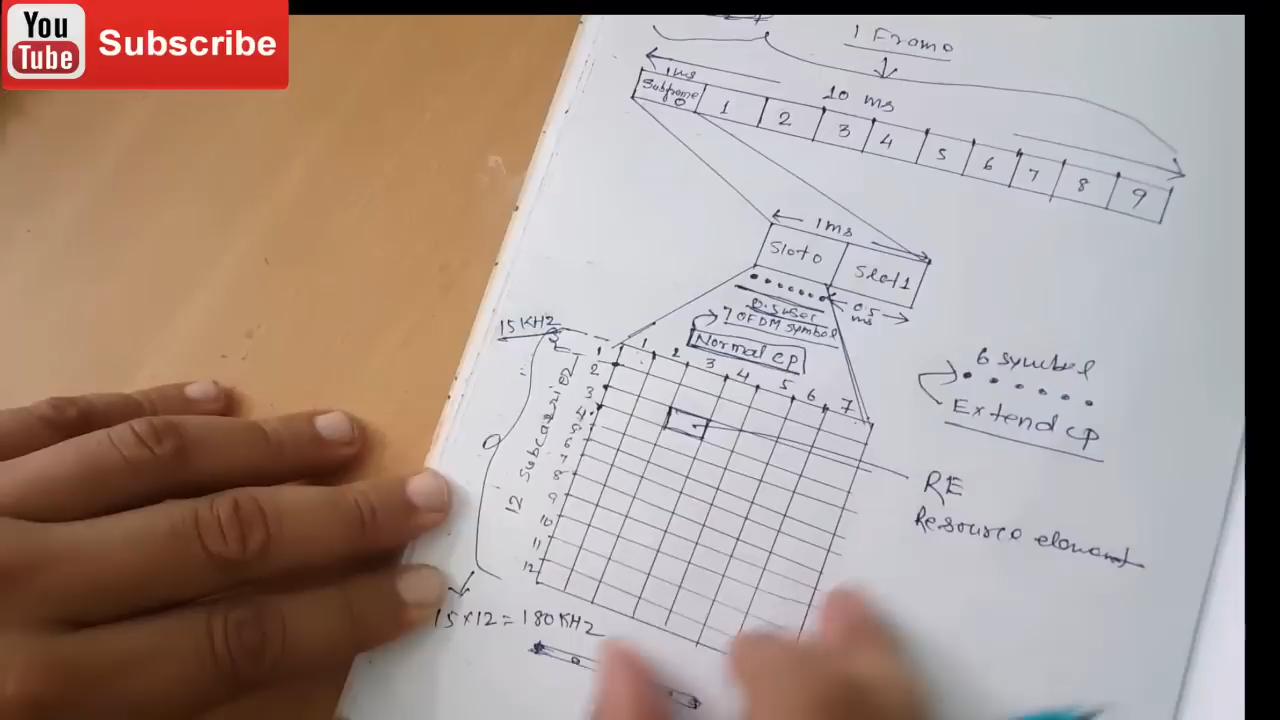 You
Tube
Subscribe
1 Frame
1ms
10 ms
Subframe
0
1 2 3 4 5 6 7 8 9
1ms
Slot 0
Slot 1
0.5
ms
7 OFDM symbol
Normal CP
15 KHz
1 2 3 4 5 6 7
1
2
3
4
5
6
7
8
9
10
11
12
12 Subcarrier
6 symbol
Extend CP
RE
Resource element
15 × 12 = 180 KHz